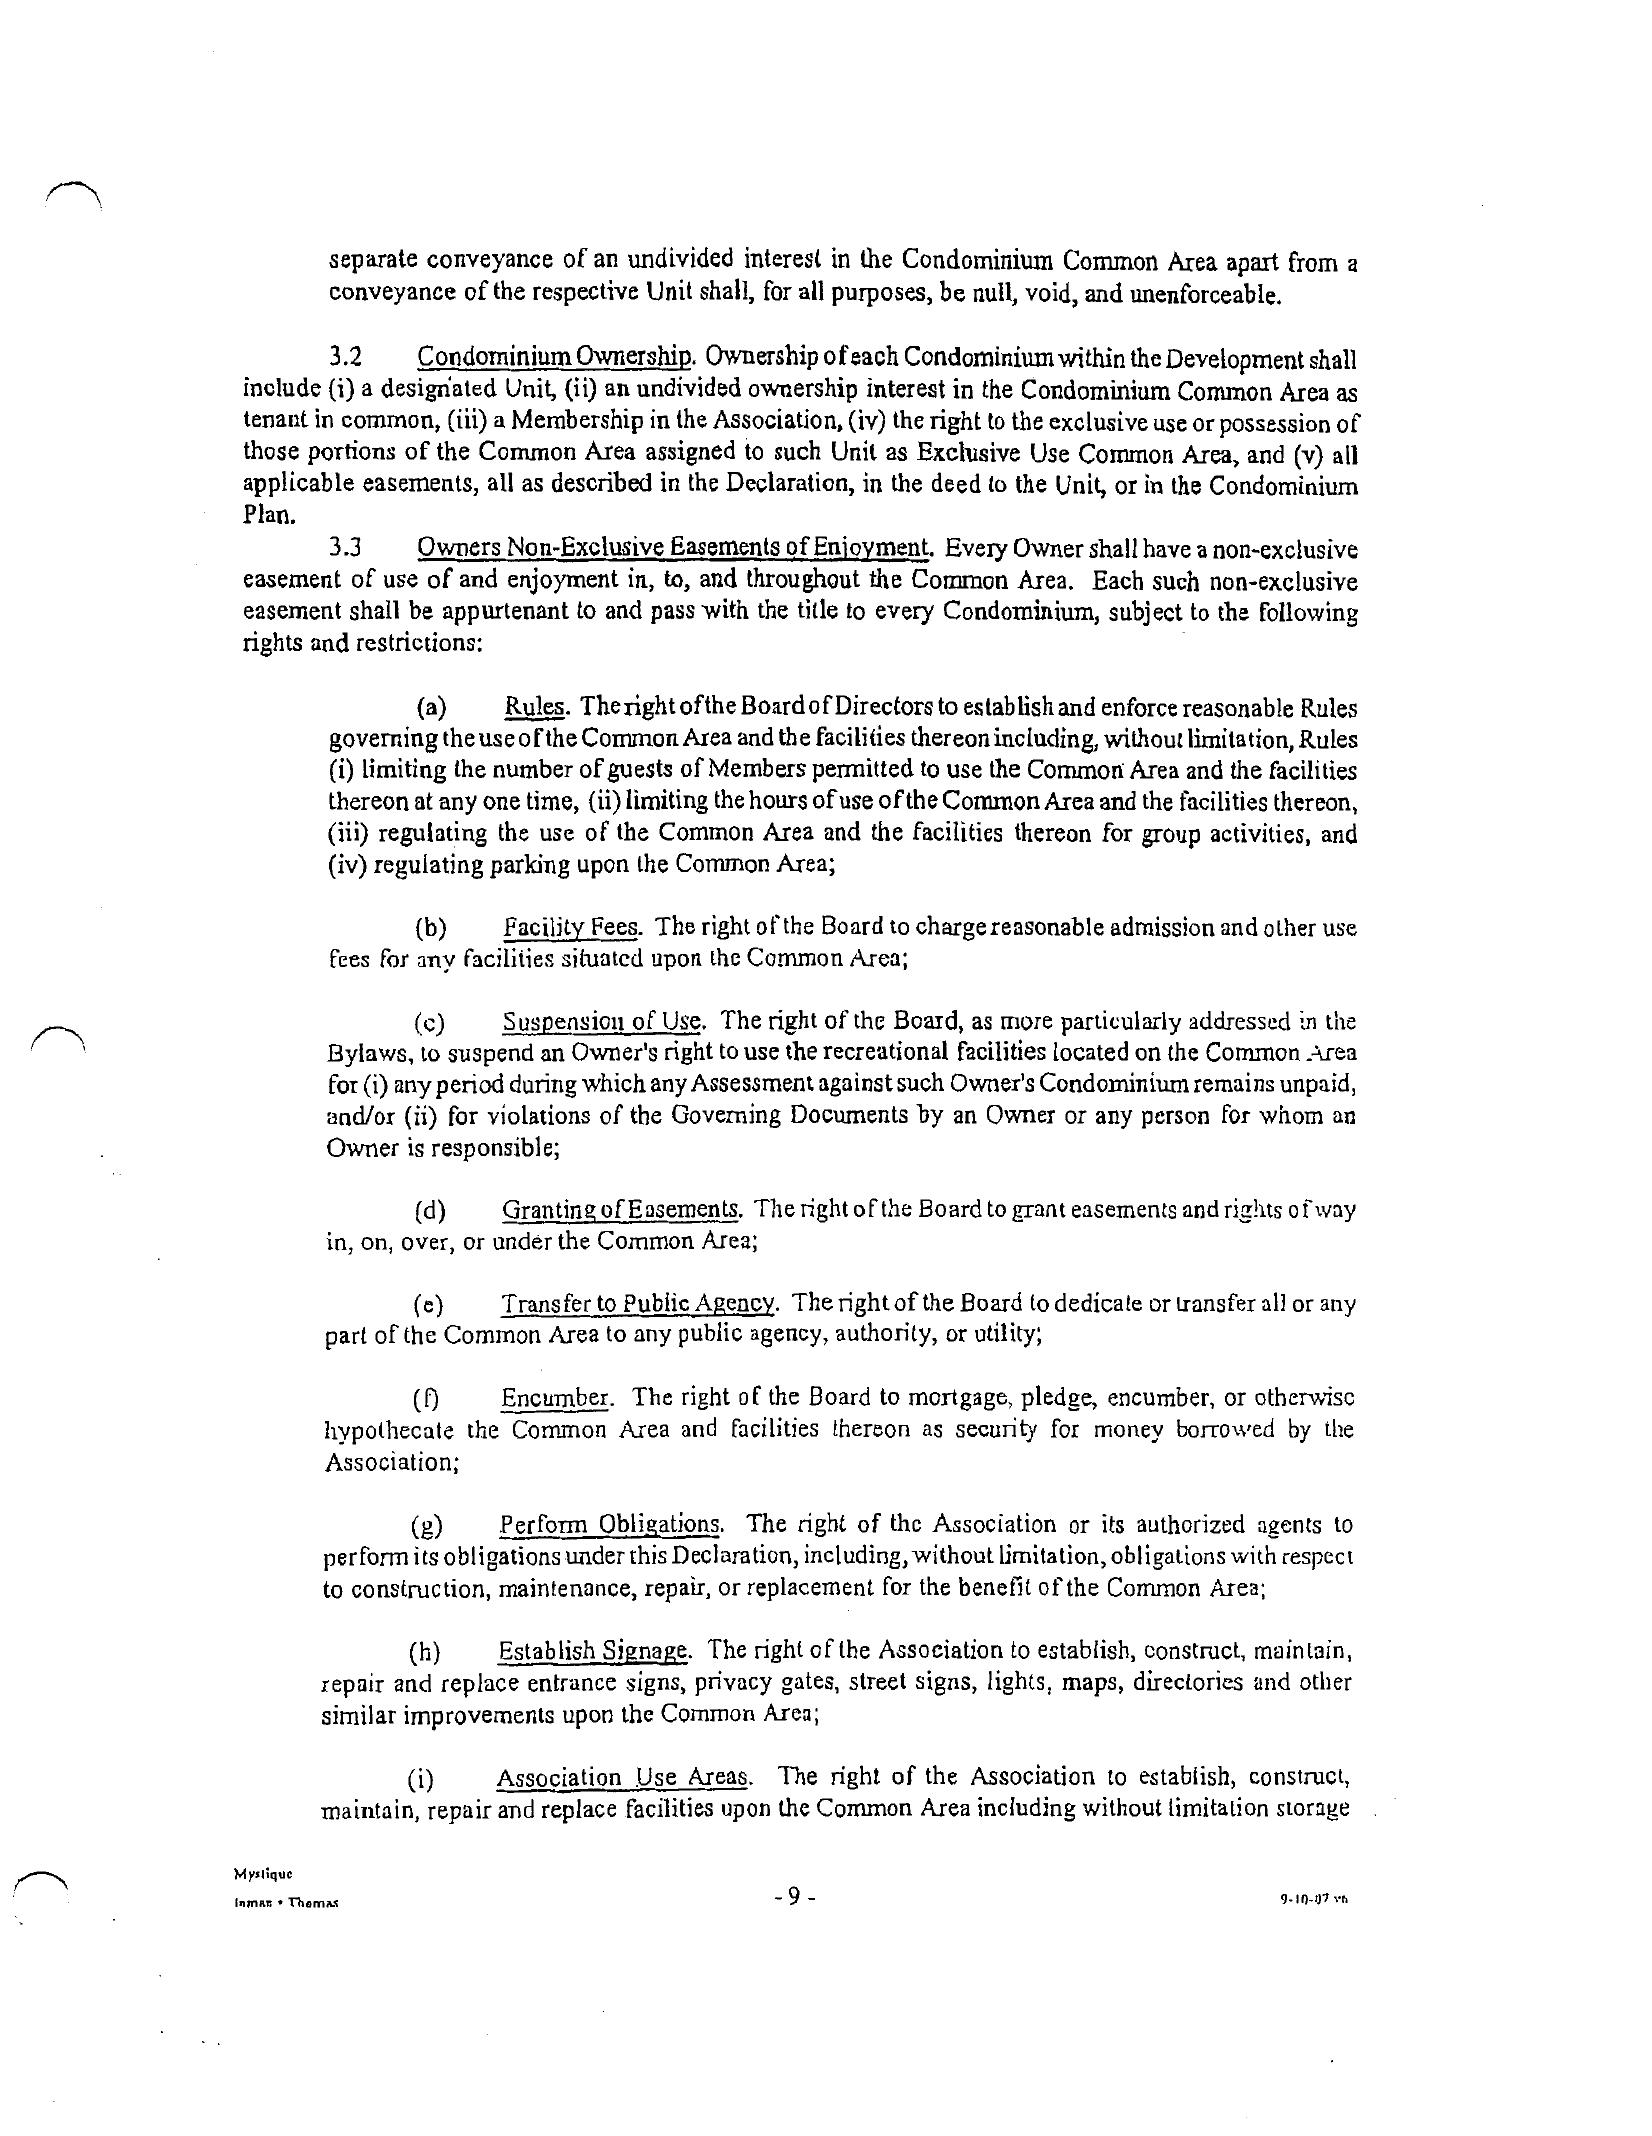 separate conveyance of an undivided interest in the Condominium Common Area apart from a
conveyance of the respective Unit shall, for all purposes, be null, void, and unenforceable.
3.2 Condominium Ownership. Ownership of each Condominium within the Development shall
include (i) a designated Unit, (ii) an undivided ownership interest in the Condominium Common Area as
tenant in common, (iii) a Membership in the Association, (iv) the right to the exclusive use or possession of
those portions of the Common Area assigned to such Unit as Exclusive Use Common Area, and (v) all
applicable easements, all as described in the Declaration, in the deed to the Unit, or in the Condominium
Plan.
3.3 Owners Non-Exclusive Easements of Enjoyment. Every Owner shall have a non-exclusive
easement of use of and enjoyment in, to, and throughout the Common Area. Each such non-exclusive
easement shall be appurtenant to and pass with the title to every Condominium, subject to the following
rights and restrictions:
(a) Rules. The right of the Board of Directors to establish and enforce reasonable Rules
governing the use of the Common Area and the facilities thereon including, without limitation, Rules
(i) limiting the number of guests of Members permitted to use the Common Area and the facilities
thereon at any one time, (ii) limiting the hours of use of the Common Area and the facilities thereon,
(iii) regulating the use of the Common Area and the facilities thereon for group activities, and
(iv) regulating parking upon the Common Area;
(b) Facility Fees. The right of the Board to charge reasonable admission and other use
fees for any facilities situated upon the Common Area;
(c) Suspension of Use. The right of the Board, as more particularly addressed in the
Bylaws, to suspend an Owner's right to use the recreational facilities located on the Common Area
for (i) any period during which any Assessment against such Owner's Condominium remains unpaid,
and/or (ii) for violations of the Governing Documents by an Owner or any person for whom an
Owner is responsible;
(d) Granting of Easements. The right of the Board to grant easements and rights of way
in, on, over, or under the Common Area;
(e) Transfer to Public Agency. The right of the Board to dedicate or transfer all or any
part of the Common Area to any public agency, authority, or utility;
(f) Encumber. The right of the Board to mortgage, pledge, encumber, or otherwise
hypothecate the Common Area and facilities thereon as security for money borrowed by the
Association;
(g) Perform Obligations. The right of the Association or its authorized agents to
perform its obligations under this Declaration, including, without limitation, obligations with respect
to construction, maintenance, repair, or replacement for the benefit of the Common Area;
(h) Establish Signage. The right of the Association to establish, construct, maintain,
repair and replace entrance signs, privacy gates, street signs, lights, maps, directories and other
similar improvements upon the Common Area;
(i) Association Use Areas. The right of the Association to establish, construct,
maintain, repair and replace facilities upon the Common Area including without limitation storage
Mystique
Inman • Thomas
- 9 -
9-10-07 v6